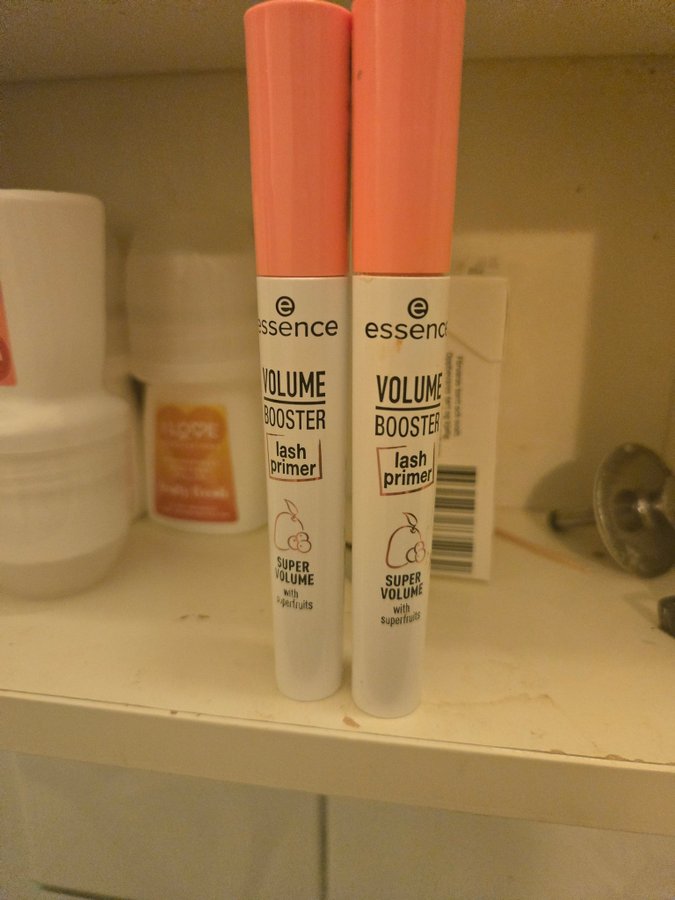 essence
VOLUME
BOOSTER
lash
primer
SUPER
VOLUME
with
superfruits
essence
VOLUME
BOOSTER
lash
primer
SUPER
VOLUME
with
superfruits